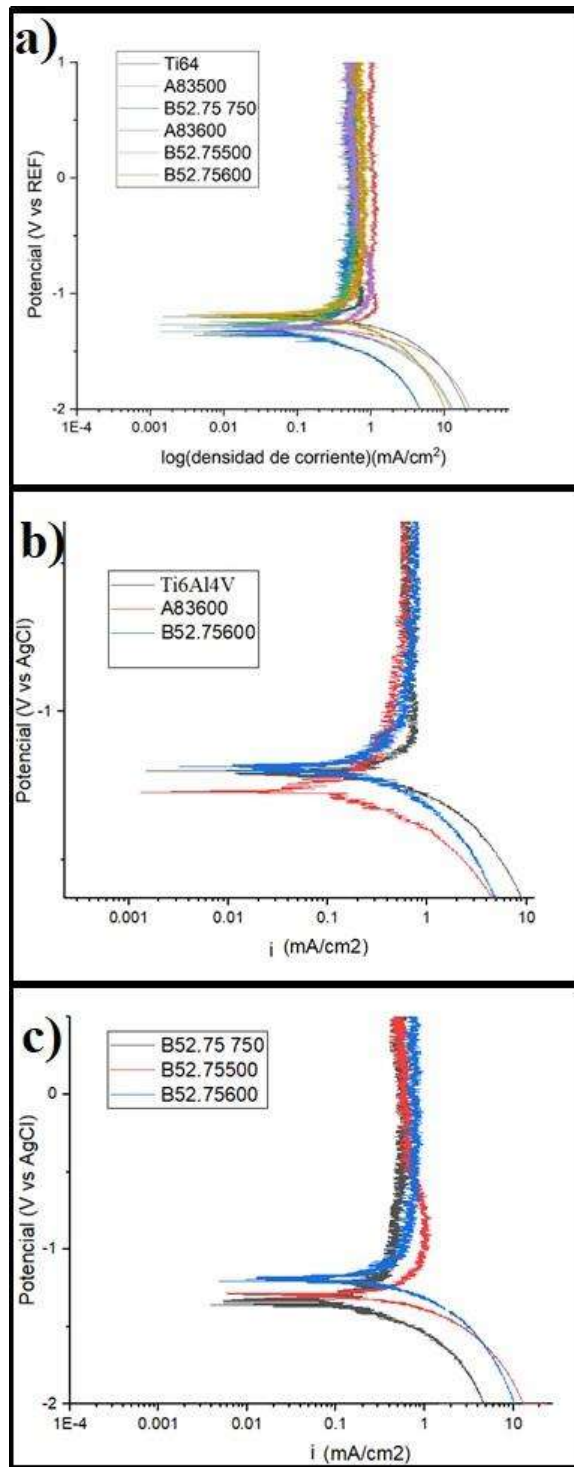 a)
Ti64
A83500
B52.75 750
A83600
B52.75500
B52.75600
Potencial (V vs REF)
1
0
-1
-2
1E-4
0.001
0.01
0.1
1
10
log(densidad de corriente)(mA/cm²)
b)
Ti6Al4V
A83600
B52.75600
Potencial (V vs AgCl)
-1
0.001
0.01
0.1
1
10
i (mA/cm2)
c)
B52.75 750
B52.75500
B52.75600
Potencial (V vs AgCl)
0
-1
-2
1E-4
0.001
0.01
0.1
1
10
i (mA/cm2)